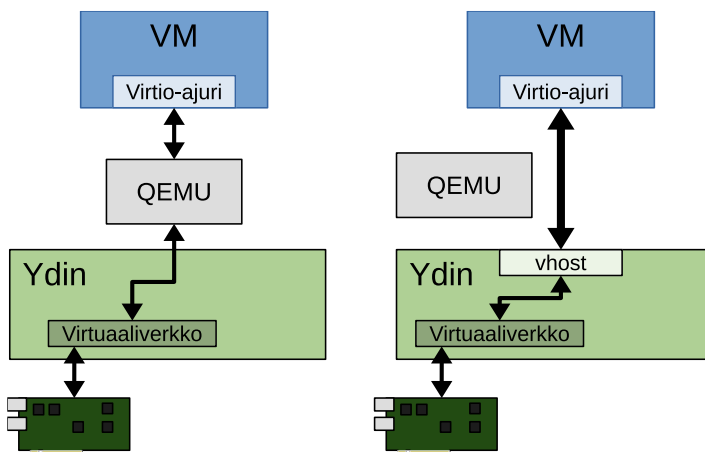 VM
Virtio-ajuri
QEMU
Ydin
Virtuaaliverkko
VM
Virtio-ajuri
QEMU
vhost
Ydin
Virtuaaliverkko